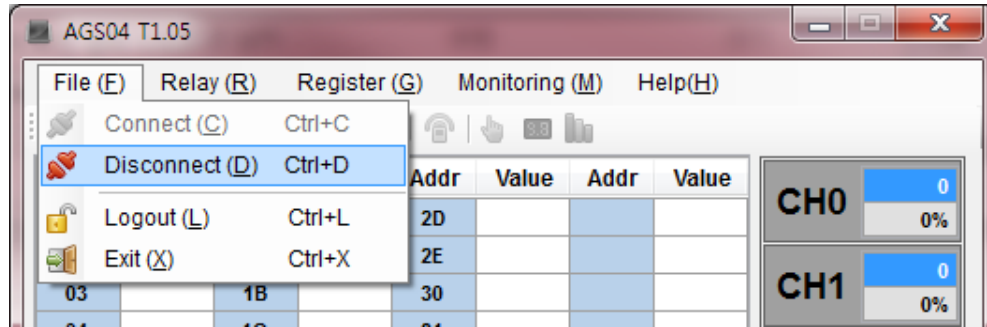 AGS04 T1.05
File (F) Relay (R) Register (G) Monitoring (M) Help(H)
Connect (C) Ctrl+C
Disconnect (D) Ctrl+D
Logout (L) Ctrl+L
Exit (X) Ctrl+X
Addr Value Addr Value
2D
2E
03 1B 30
CH0 0
0%
CH1 0
0%